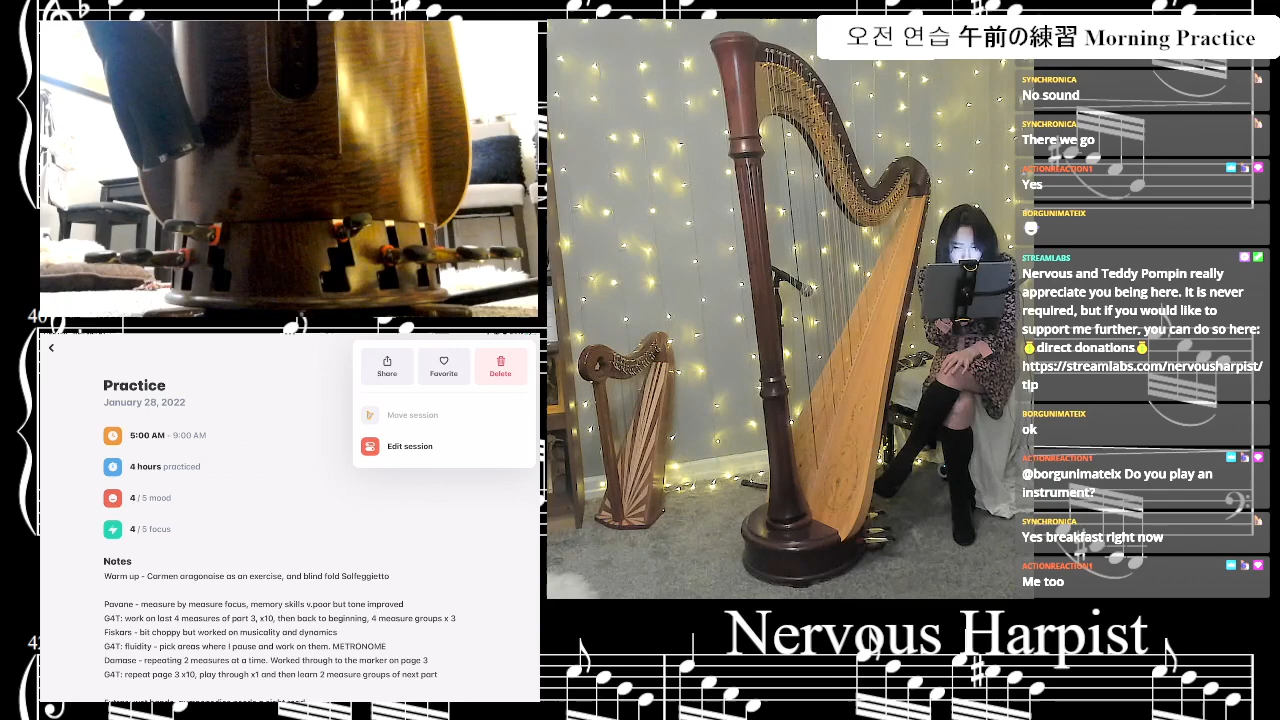 오전 연습 午前の練習 Morning Practice
SYNCHRONICA
No sound
SYNCHRONICA
There we go
ACTIONREACTION1
Yes
BORGUNIMATEIX
STREAMLABS
Nervous and Teddy Pompin really
appreciate you being here. It is never
required, but if you would like to
support me further, you can do so here:
direct donations
https://streamlabs.com/nervousharpist/
tip
BORGUNIMATEIX
ok
ACTIONREACTION1
@borgunimateix Do you play an
instrument?
SYNCHRONICA
Yes breakfast right now
ACTIONREACTION1
Me too
Share
Favorite
Delete
Move session
Edit session
Practice
January 28, 2022
5:00 AM - 9:00 AM
4 hours practiced
4 / 5 mood
4 / 5 focus
Notes
Warm up - Carmen aragonaise as an exercise, and blind fold Solfeggietto
Pavane - measure by measure focus, memory skills v.poor but tone improved
G4T: work on last 4 measures of part 3, x10, then back to beginning, 4 measure groups x 3
Fiskars - bit choppy but worked on musicality and dynamics
G4T: fluidity - pick areas where I pause and work on them. METRONOME
Damase - repeating 2 measures at a time. Worked through to the marker on page 3
G4T: repeat page 3 x10, play through x1 and then learn 2 measure groups of next part
Nervous Harpist